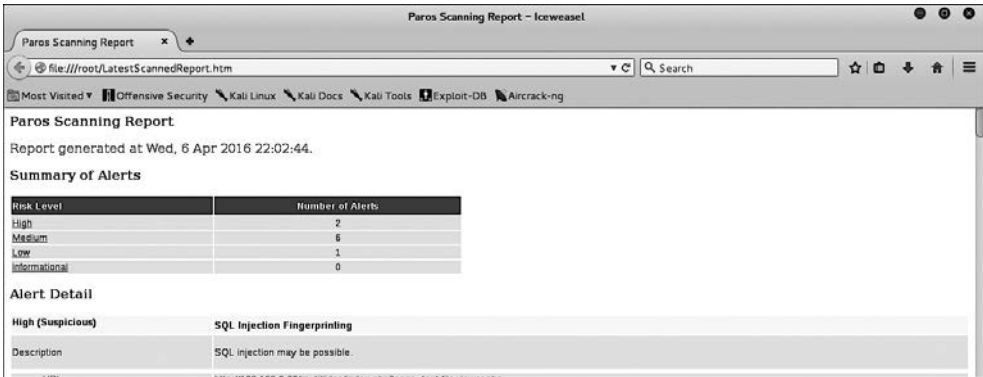 Paros Scanning Report - Iceweasel
Paros Scanning Report × +
file:///root/LatestScannedReport.htm Search
Most Visited Offensive Security Kali Linux Kali Docs Kali Tools Exploit-DB Aircrack-ng
Paros Scanning Report
Report generated at Wed, 6 Apr 2016 22:02:44.
Summary of Alerts
Risk Level Number of Alerts
High 2
Medium 6
Low 1
Informational 0
Alert Detail
High (Suspicious) SQL Injection Fingerprinting
Description SQL injection may be possible.